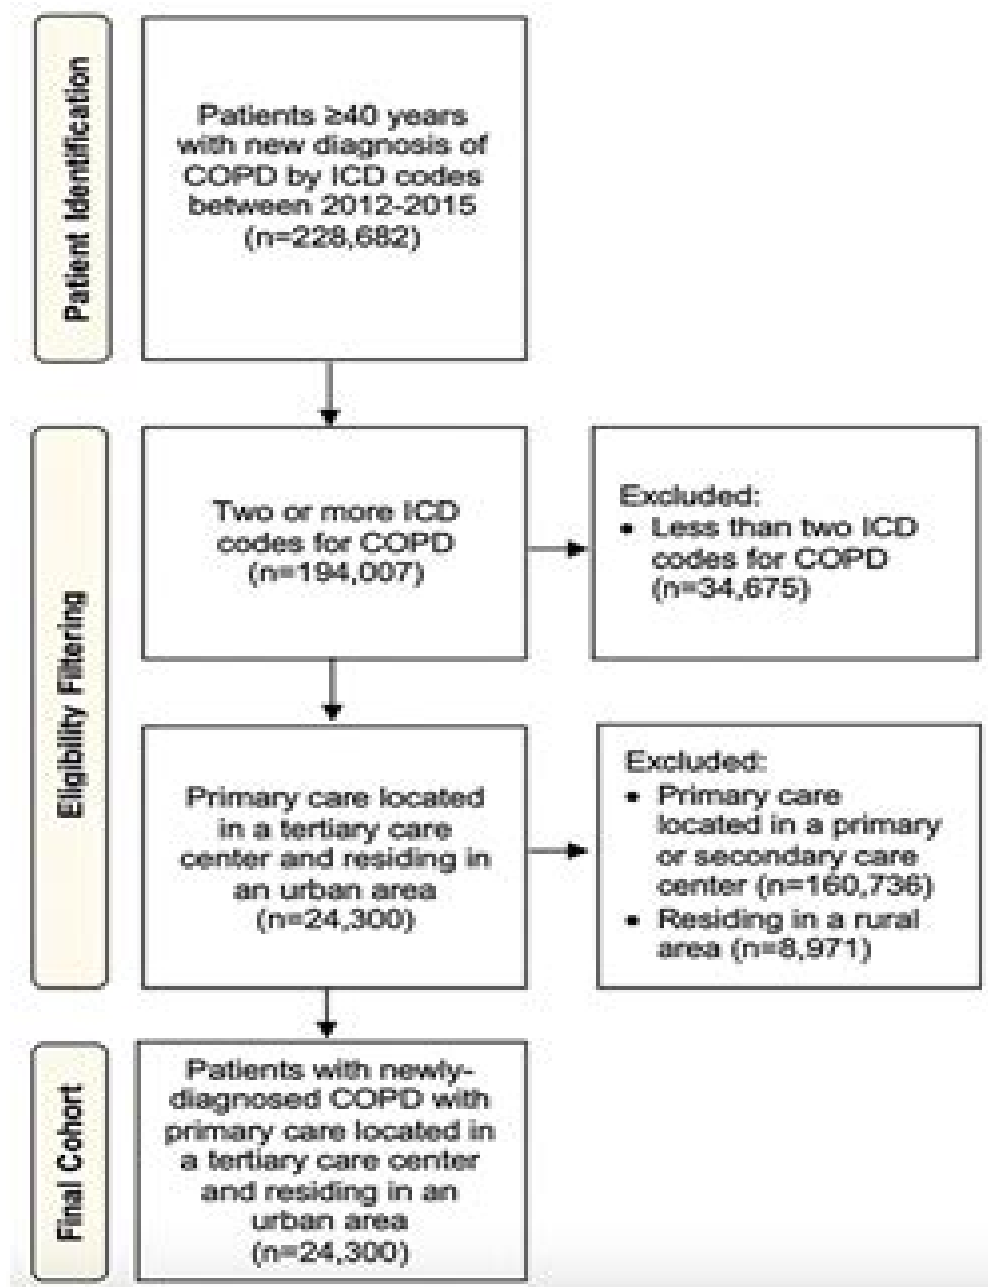 Patient Identification
Patients ≥40 years
with new diagnosis of
COPD by ICD codes
between 2012-2015
(n=228,682)
Eligibility Filtering
Two or more ICD
codes for COPD
(n=194,007)
Excluded:
• Less than two ICD
codes for COPD
(n=34,675)
Primary care located
in a tertiary care
center and residing in
an urban area
(n=24,300)
Excluded:
• Primary care
located in a primary
or secondary care
center (n=160,736)
• Residing in a rural
area (n=8,971)
Final Cohort
Patients with newly-
diagnosed COPD with
primary care located in
a tertiary care center
and residing in an
urban area
(n=24,300)